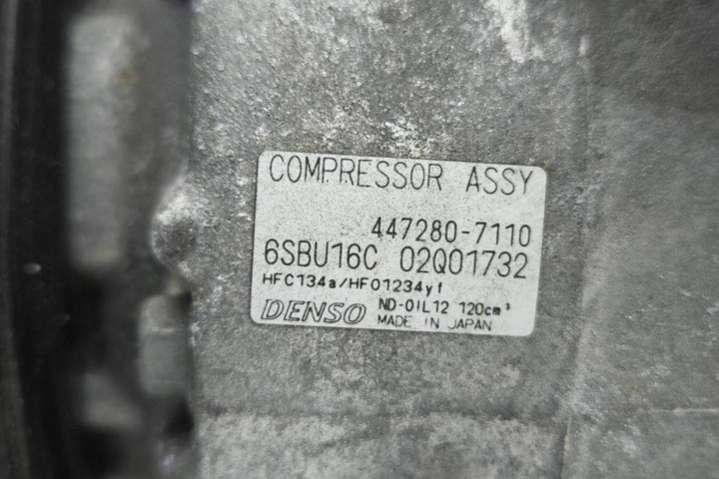 COMPRESSOR ASSY
447280-7110
6SBU16C 02Q01732
HFC134a/HFO1234yf
DENSO ND-OIL12 120cm³
MADE IN JAPAN